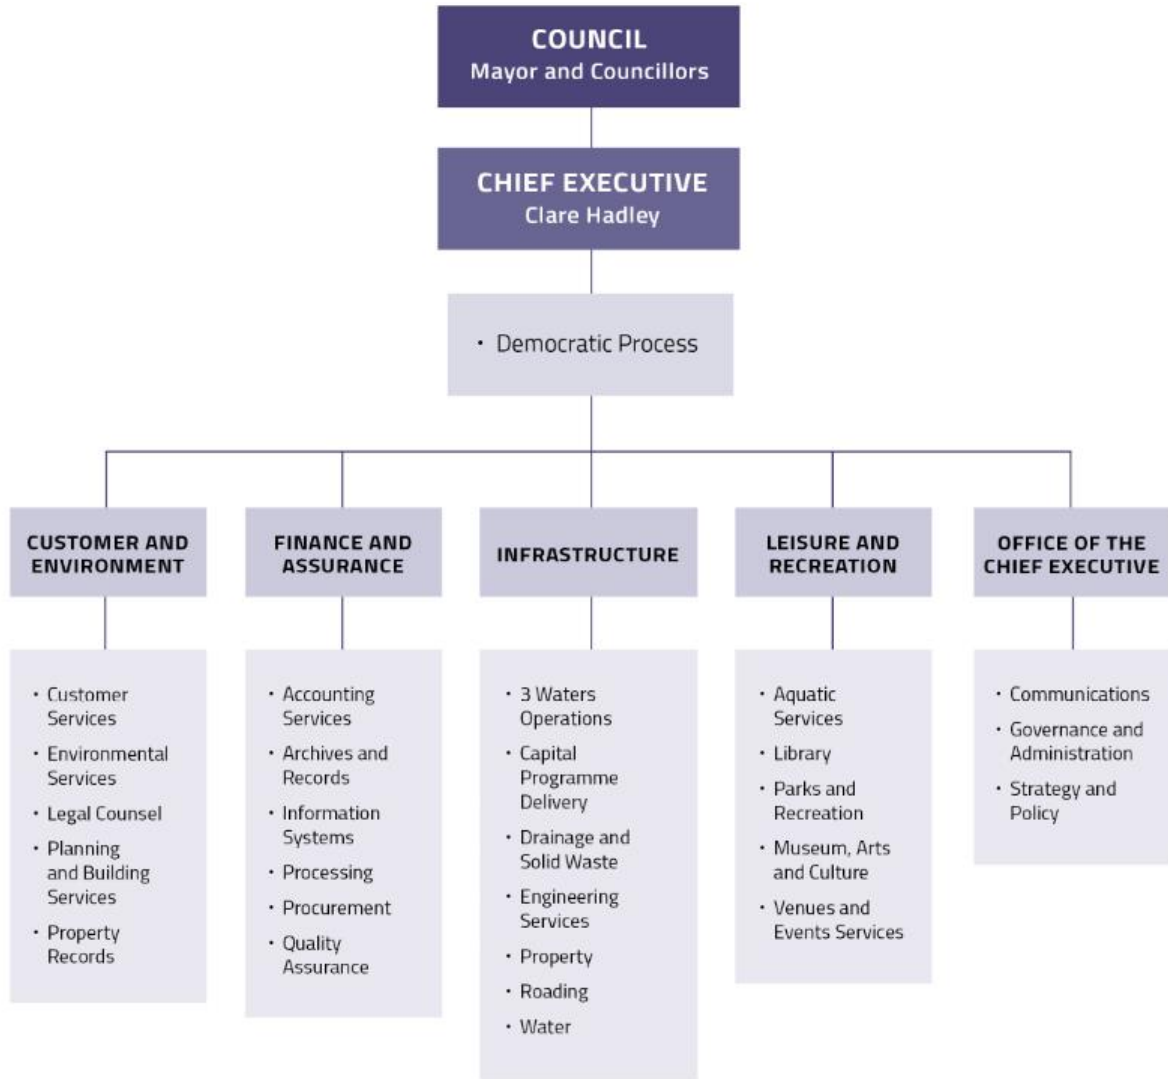 COUNCIL
Mayor and Councillors
CHIEF EXECUTIVE
Clare Hadley
• Democratic Process
CUSTOMER AND
ENVIRONMENT
• Customer
Services
• Environmental
Services
• Legal Counsel
• Planning
and Building
Services
• Property
Records
FINANCE AND
ASSURANCE
• Accounting
Services
• Archives and
Records
• Information
Systems
• Processing
• Procurement
• Quality
Assurance
INFRASTRUCTURE
• 3 Waters
Operations
• Capital
Programme
Delivery
• Drainage and
Solid Waste
• Engineering
Services
• Property
• Roading
• Water
LEISURE AND
RECREATION
• Aquatic
Services
• Library
• Parks and
Recreation
• Museum, Arts
and Culture
• Venues and
Events Services
OFFICE OF THE
CHIEF EXECUTIVE
• Communications
• Governance and
Administration
• Strategy and
Policy